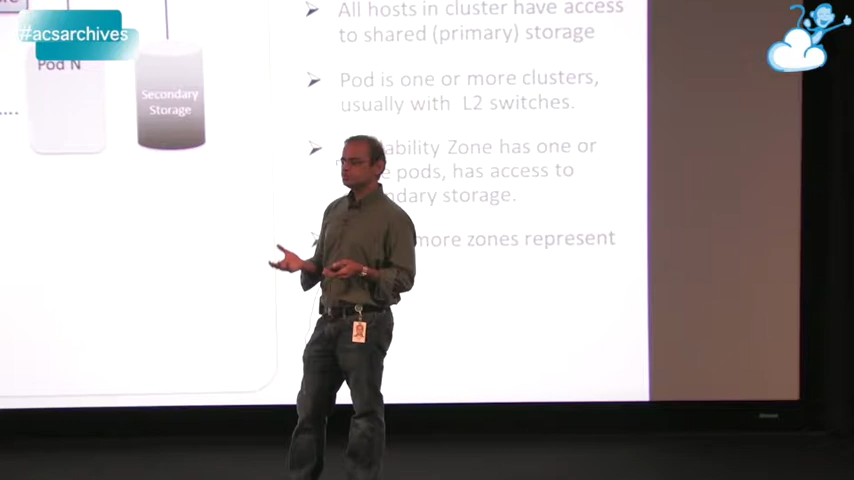 #acsarchives
Pod N
Secondary
Storage
.....
All hosts in cluster have access
to shared (primary) storage
Pod is one or more clusters,
usually with L2 switches.
lability Zone has one or
e pods, has access to
ndary storage.
more zones represent